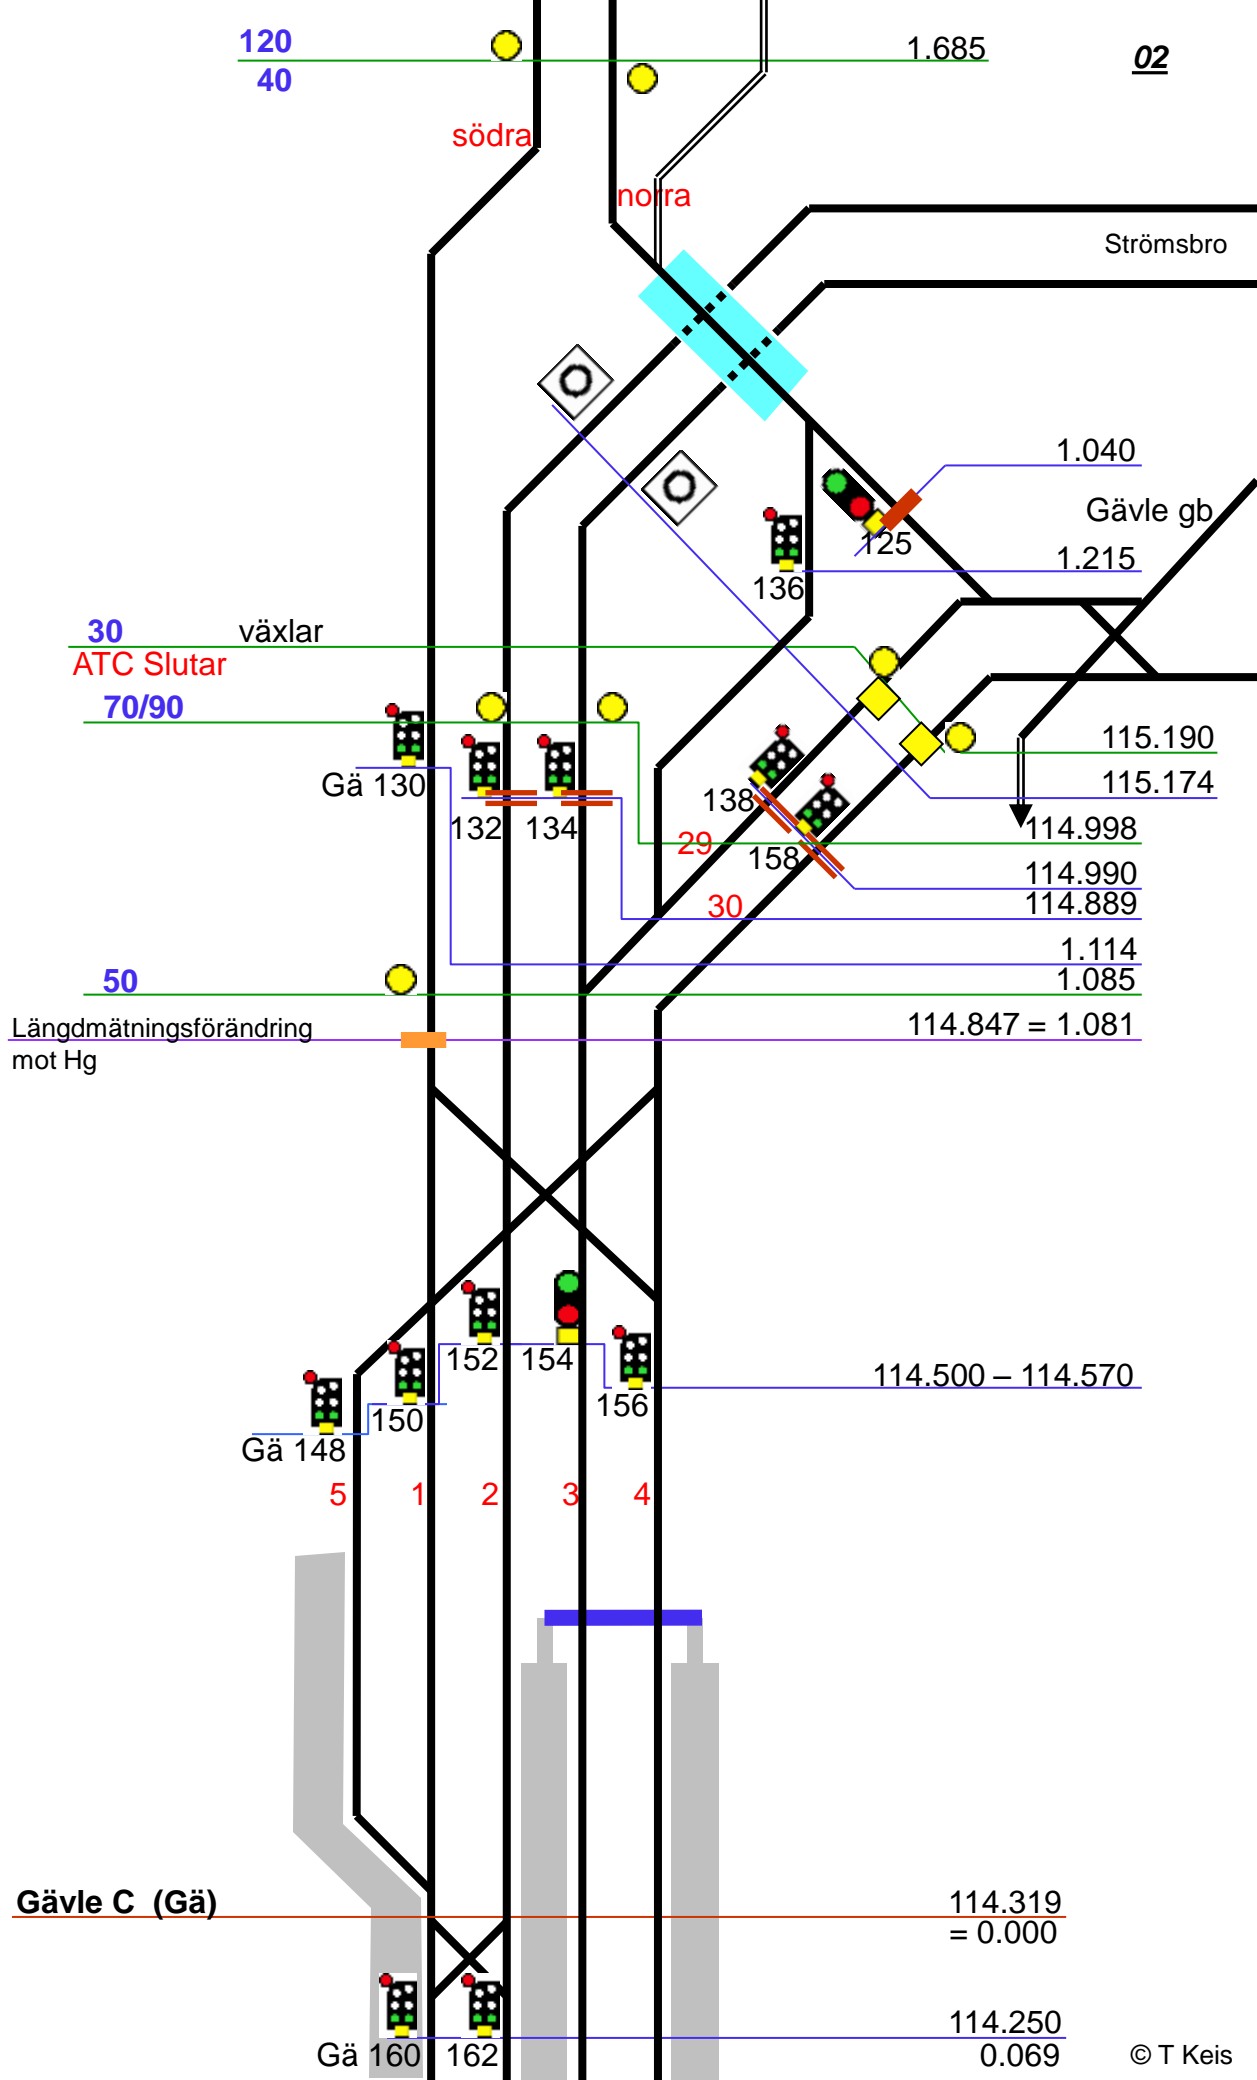 120
1.685
02
40
södra
norra
Strömsbro
1.040
Gävle gb
125
1.215
136
30 växlar
ATC Slutar
70/90
115.190
Gä 130
115.174
138
132
134
114.998
29
158
114.990
30
114.889
1.114
50
1.085
Längdmätningsförändring
114.847 = 1.081
mot Hg
152
154
114.500 – 114.570
156
150
Gä 148
5
1
2
3
4
Gävle C (Gä)
114.319
= 0.000
114.250
Gä 160
162
0.069
© T Keis